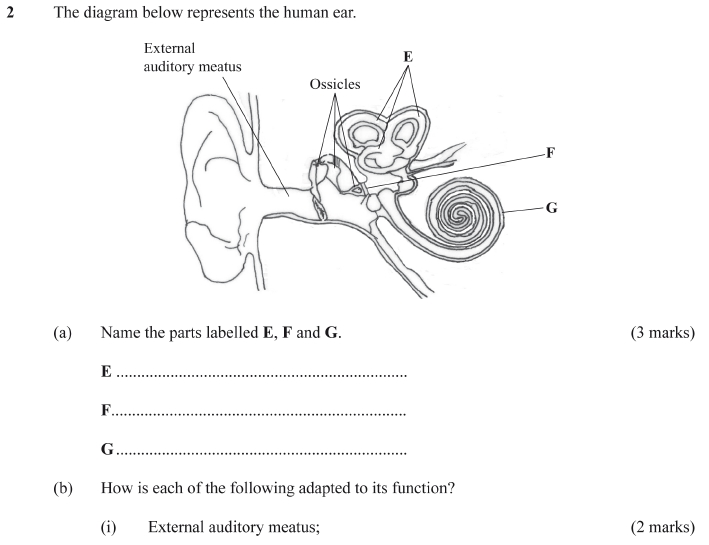 2 The diagram below represents the human ear.
External
auditory meatus
E
Ossicles
F
G
(a) Name the parts labelled E, F and G. (3 marks)
E ......................................................................
F.......................................................................
G......................................................................
(b) How is each of the following adapted to its function?
(i) External auditory meatus; (2 marks)